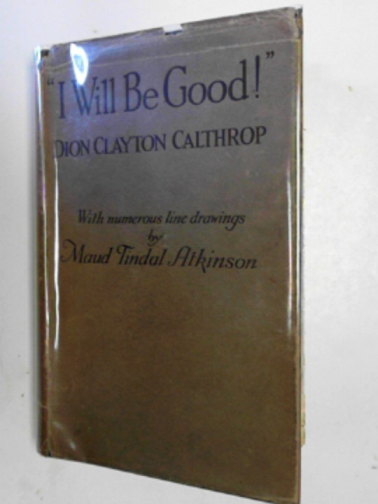 "I Will Be Good!"
DION CLAYTON CALTHROP
With numerous line drawings
by
Maud Tindal Atkinson